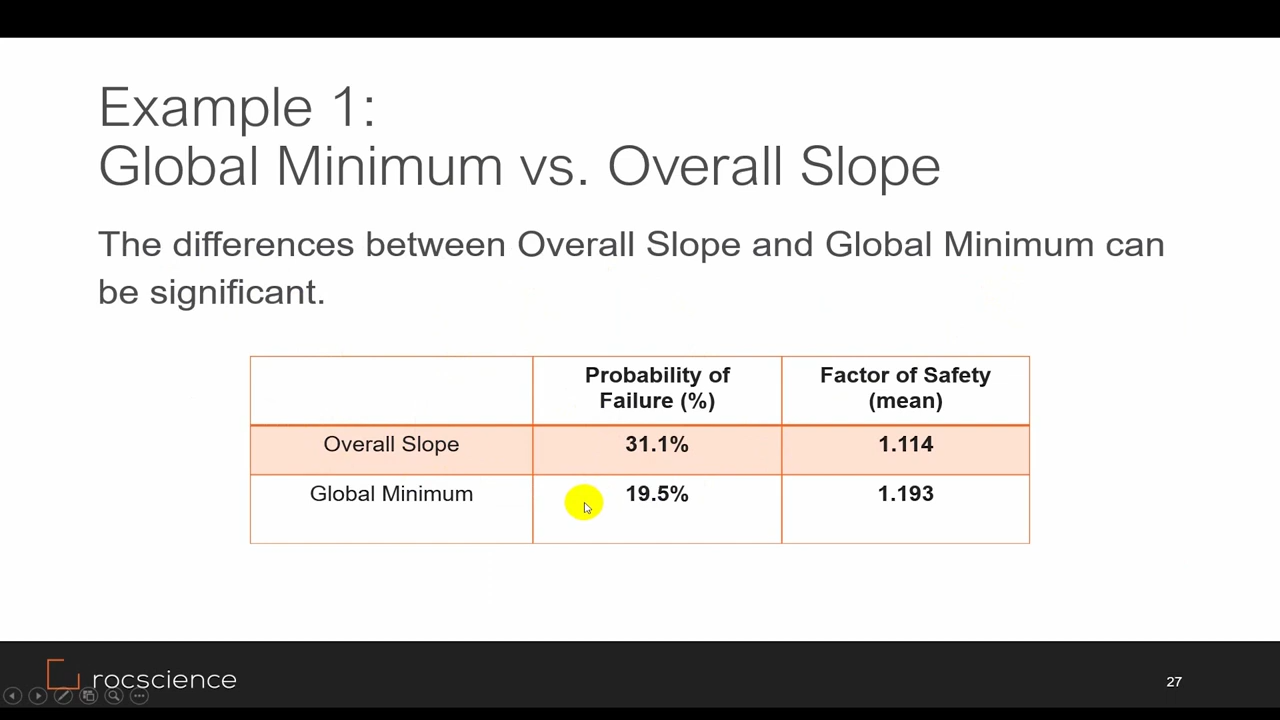 Example 1:
Global Minimum vs. Overall Slope
The differences between Overall Slope and Global Minimum can
be significant.
Probability of
Failure (%)
Factor of Safety
(mean)
Overall Slope
31.1%
1.114
Global Minimum
19.5%
1.193
rocscience
27